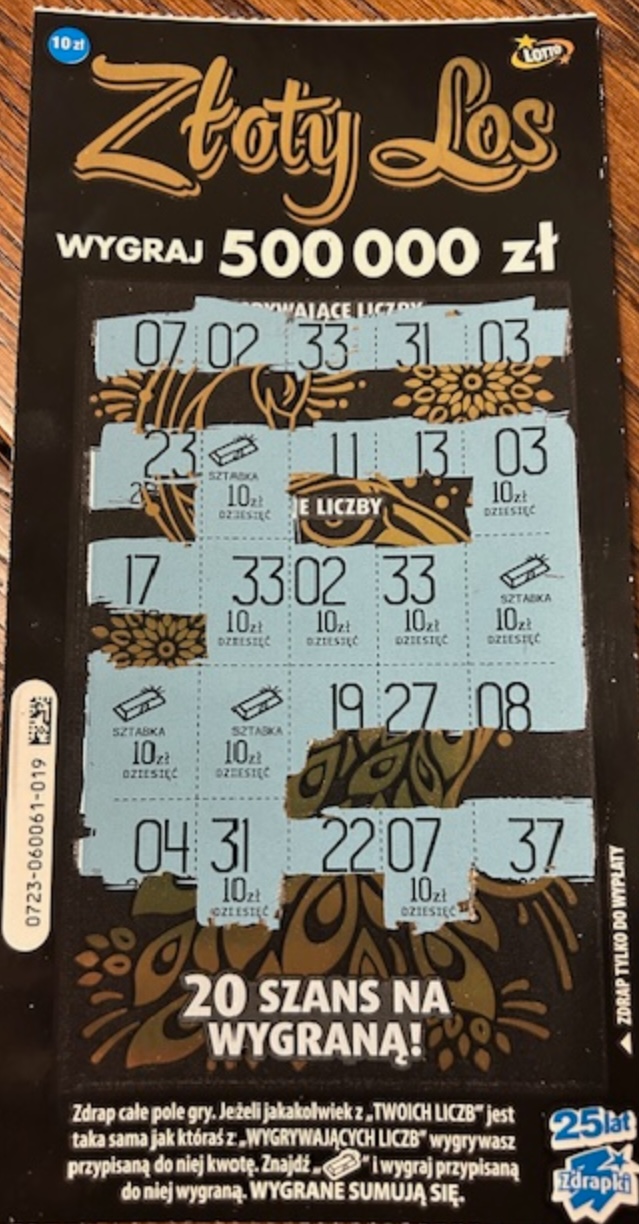 10 zł
LOTTO
Złoty Los
WYGRAJ 500 000 zł
LICZBY
07 02 33 31 03
23 11 13 03
SZTABKA
10zł 10zł
DZIESIĘĆ DZIESIĘĆ
E LICZBY
17 33 02 33
SZTABKA
10zł 10zł 10zł 10zł
DZIESIĘĆ DZIESIĘĆ DZIESIĘĆ DZIESIĘĆ
19 27 08
SZTABKA SZTABKA
10zł 10zł
DZIESIĘĆ DZIESIĘĆ
04 31 22 07 37
10zł 10zł
DZIESIĘĆ DZIESIĘĆ
0723-060061-019
ZDRAP TYLKO DO WYPŁATY
20 SZANS NA
WYGRANĄ!
Zdrap całe pole gry. Jeżeli jakakolwiek z „TWOICH LICZB" jest
taka sama jak któraś z „WYGRYWAJĄCYCH LICZB" wygrywasz
przypisaną do niej kwotę. Znajdź „ " i wygraj przypisaną
do niej wygraną. WYGRANE SUMUJĄ SIĘ.
25 lat
Zdrapki